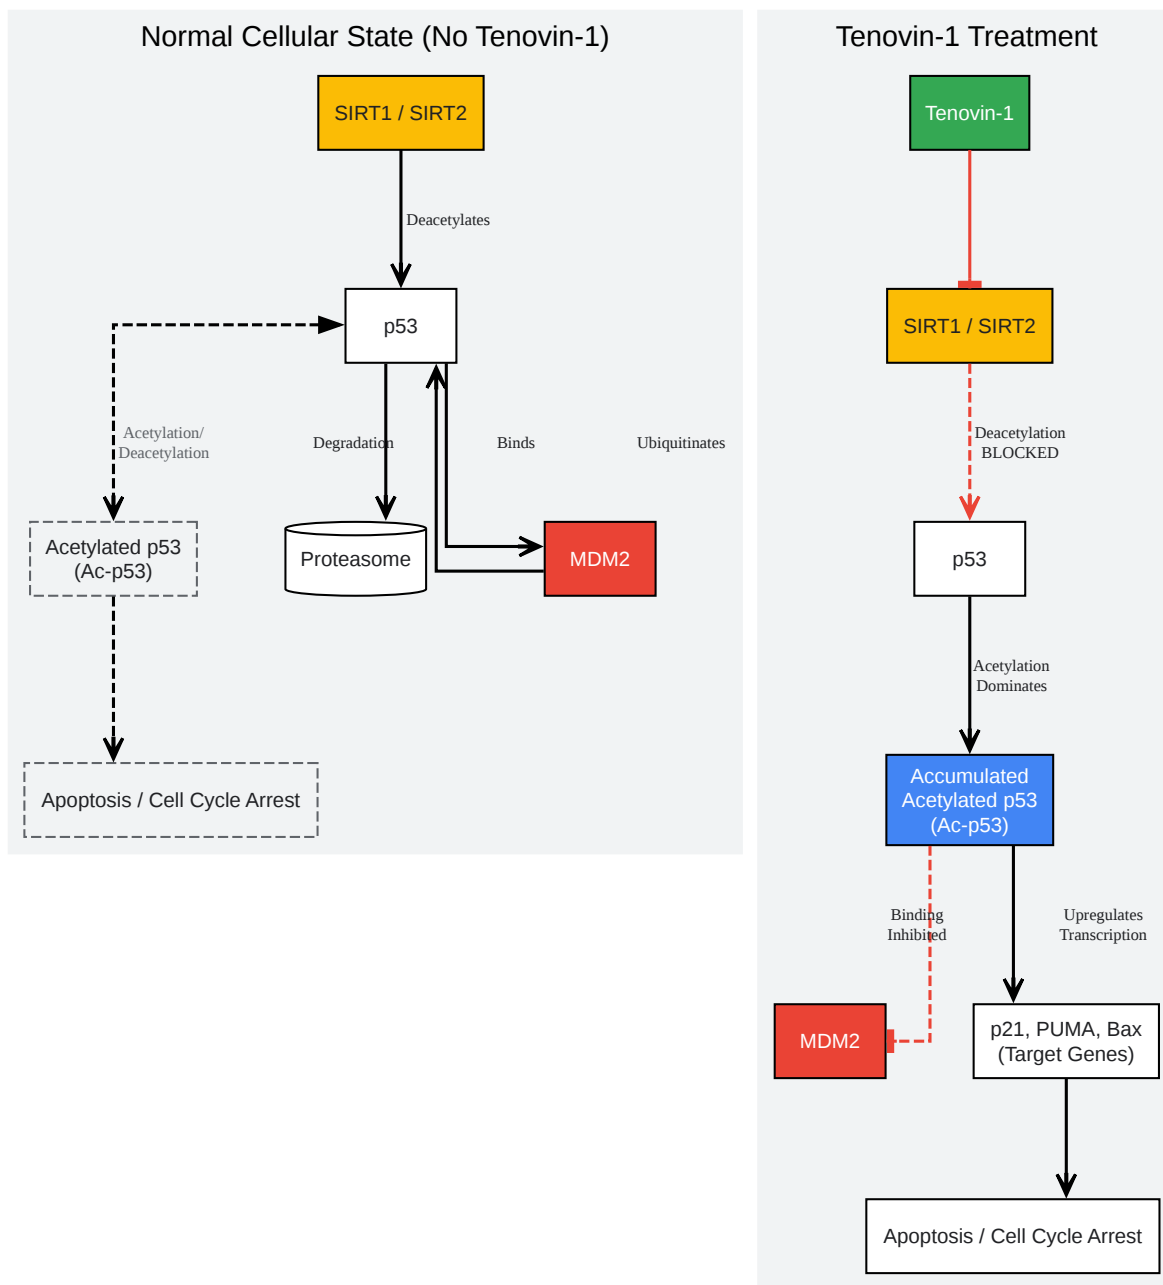 Normal Cellular State (No Tenovin-1)
SIRT1 / SIRT2
Deacetylates
p53
Acetylation/
Deacetylation
Degradation
Binds
Ubiquitinates
Acetylated p53
(Ac-p53)
Proteasome
MDM2
Apoptosis / Cell Cycle Arrest
Tenovin-1 Treatment
Tenovin-1
SIRT1 / SIRT2
Deacetylation
BLOCKED
p53
Acetylation
Dominates
Accumulated
Acetylated p53
(Ac-p53)
Binding
Inhibited
Upregulates
Transcription
MDM2
p21, PUMA, Bax
(Target Genes)
Apoptosis / Cell Cycle Arrest